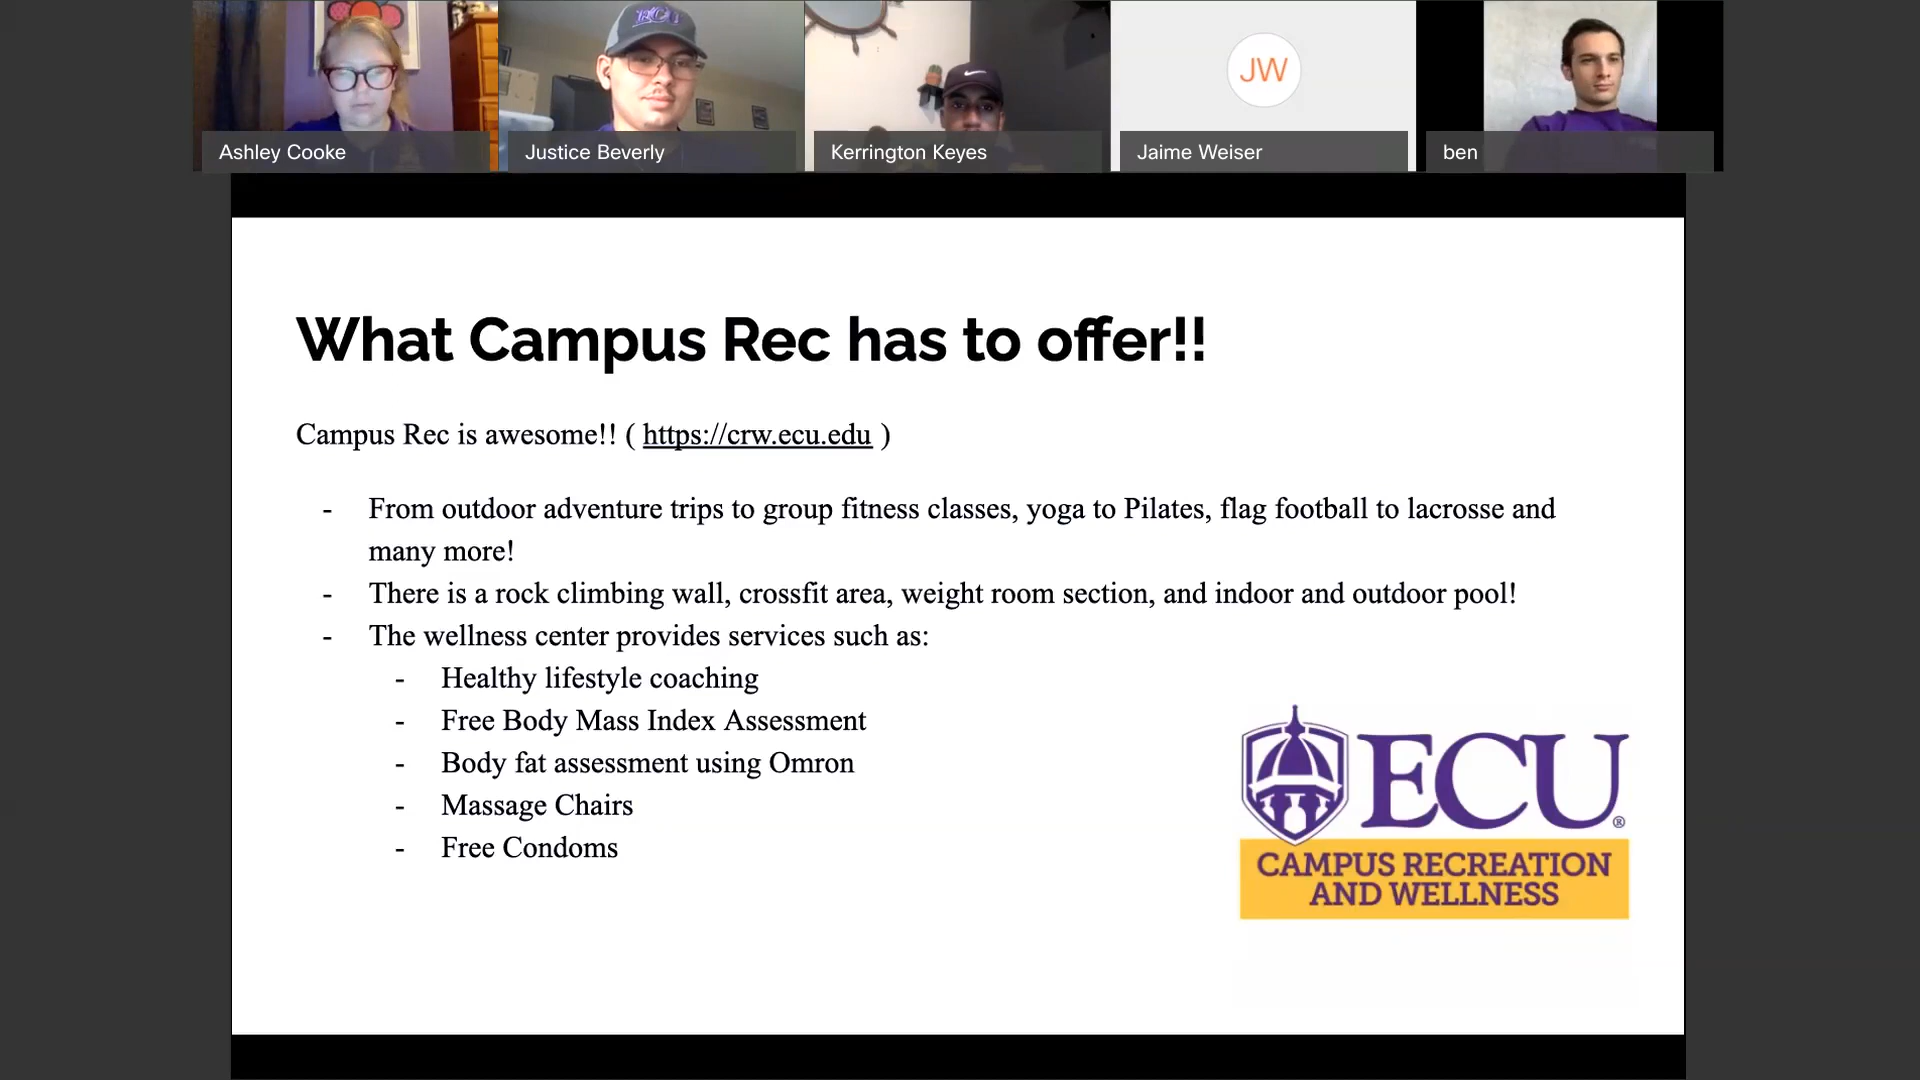 ECU
JW
Ashley Cooke
Justice Beverly
Kerrington Keyes
Jaime Weiser
ben
What Campus Rec has to offer!!
Campus Rec is awesome!! ( https://crw.ecu.edu )
- From outdoor adventure trips to group fitness classes, yoga to Pilates, flag football to lacrosse and
many more!
- There is a rock climbing wall, crossfit area, weight room section, and indoor and outdoor pool!
- The wellness center provides services such as:
- Healthy lifestyle coaching
- Free Body Mass Index Assessment
- Body fat assessment using Omron
- Massage Chairs
- Free Condoms
ECU®
CAMPUS RECREATION
AND WELLNESS